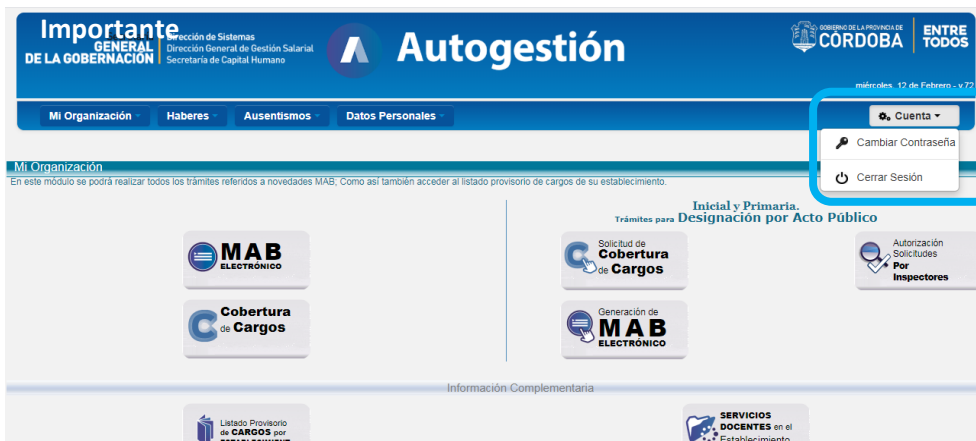 Importante
GENERAL
DE LA GOBERNACIÓN
Dirección de Sistemas
Dirección General de Gestión Salarial
Secretaría de Capital Humano
Autogestión
GOBIERNO DE LA PROVINCIA DE
CÓRDOBA
ENTRE
TODOS
miércoles, 12 de Febrero - v.72
Mi Organización
Haberes
Ausentismos
Datos Personales
Cuenta
Cambiar Contraseña
Cerrar Sesión
Mi Organización
En este módulo se podrá realizar todos los trámites referidos a novedades MAB; Como así también acceder al listado provisorio de cargos de su establecimiento.
Inicial y Primaria.
Trámites para Designación por Acto Público
MAB
ELECTRÓNICO
Cobertura
de Cargos
Solicitud de
Cobertura
de Cargos
Generación de
MAB
ELECTRÓNICO
Autorización
Solicitudes
Por
Inspectores
Información Complementaria
Listado Provisorio
de CARGOS por
SERVICIOS
DOCENTES en el
Establecimiento